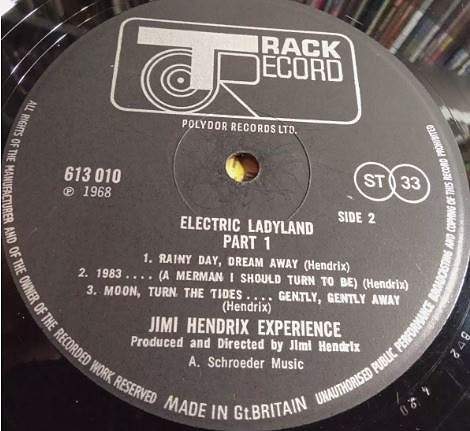 TRACK
RECORD
POLYDOR RECORDS LTD.
613 010
℗ 1968
ST 33
SIDE 2
ELECTRIC LADYLAND
PART 1
1. RAINY DAY, DREAM AWAY (Hendrix)
2. 1983.... (A MERMAN I SHOULD TURN TO BE) (Hendrix)
3. MOON, TURN THE TIDES.... GENTLY, GENTLY AWAY
(Hendrix)
JIMI HENDRIX EXPERIENCE
Produced and Directed by Jimi Hendrix
A. Schroeder Music
ALL RIGHTS OF THE MANUFACTURER AND OF THE OWNER OF THE RECORDED WORK RESERVED
MADE IN Gt.BRITAIN
UNAUTHORISED PUBLIC PERFORMANCE BROADCASTING AND COPYING OF THIS RECORD PROHIBITED